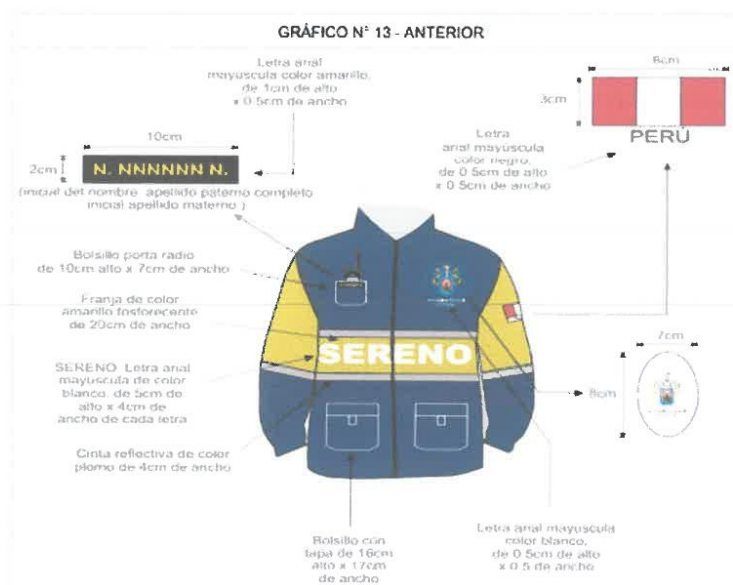 GRÁFICO N° 13 - ANTERIOR
Letra arial
mayuscula color amarillo,
de 1cm de alto
x 0.5cm de ancho
10cm
2cm
N. NNNNNNN N.
(inicial del nombre apellido paterno completo
inicial apellido materno )
6cm
3cm
PERÚ
Letra
arial mayuscula
color negro,
de 0.5cm de alto
x 0.5cm de ancho
Bolsillo porta radio
de 10cm alto x 7cm de ancho
Franja de color
amarillo fosforecente
de 20cm de ancho
SERENO Letra arial
mayuscula de color
blanco, de 5cm de
alto x 4cm de
ancho de cada letra
Cinta reflectiva de color
plomo de 4cm de ancho
SERENO
7cm
8cm
Bolsillo con
tapa de 16cm
alto x 17cm
de ancho
Letra arial mayuscula
color blanco,
de 0.5cm de alto
x 0.5 de ancho